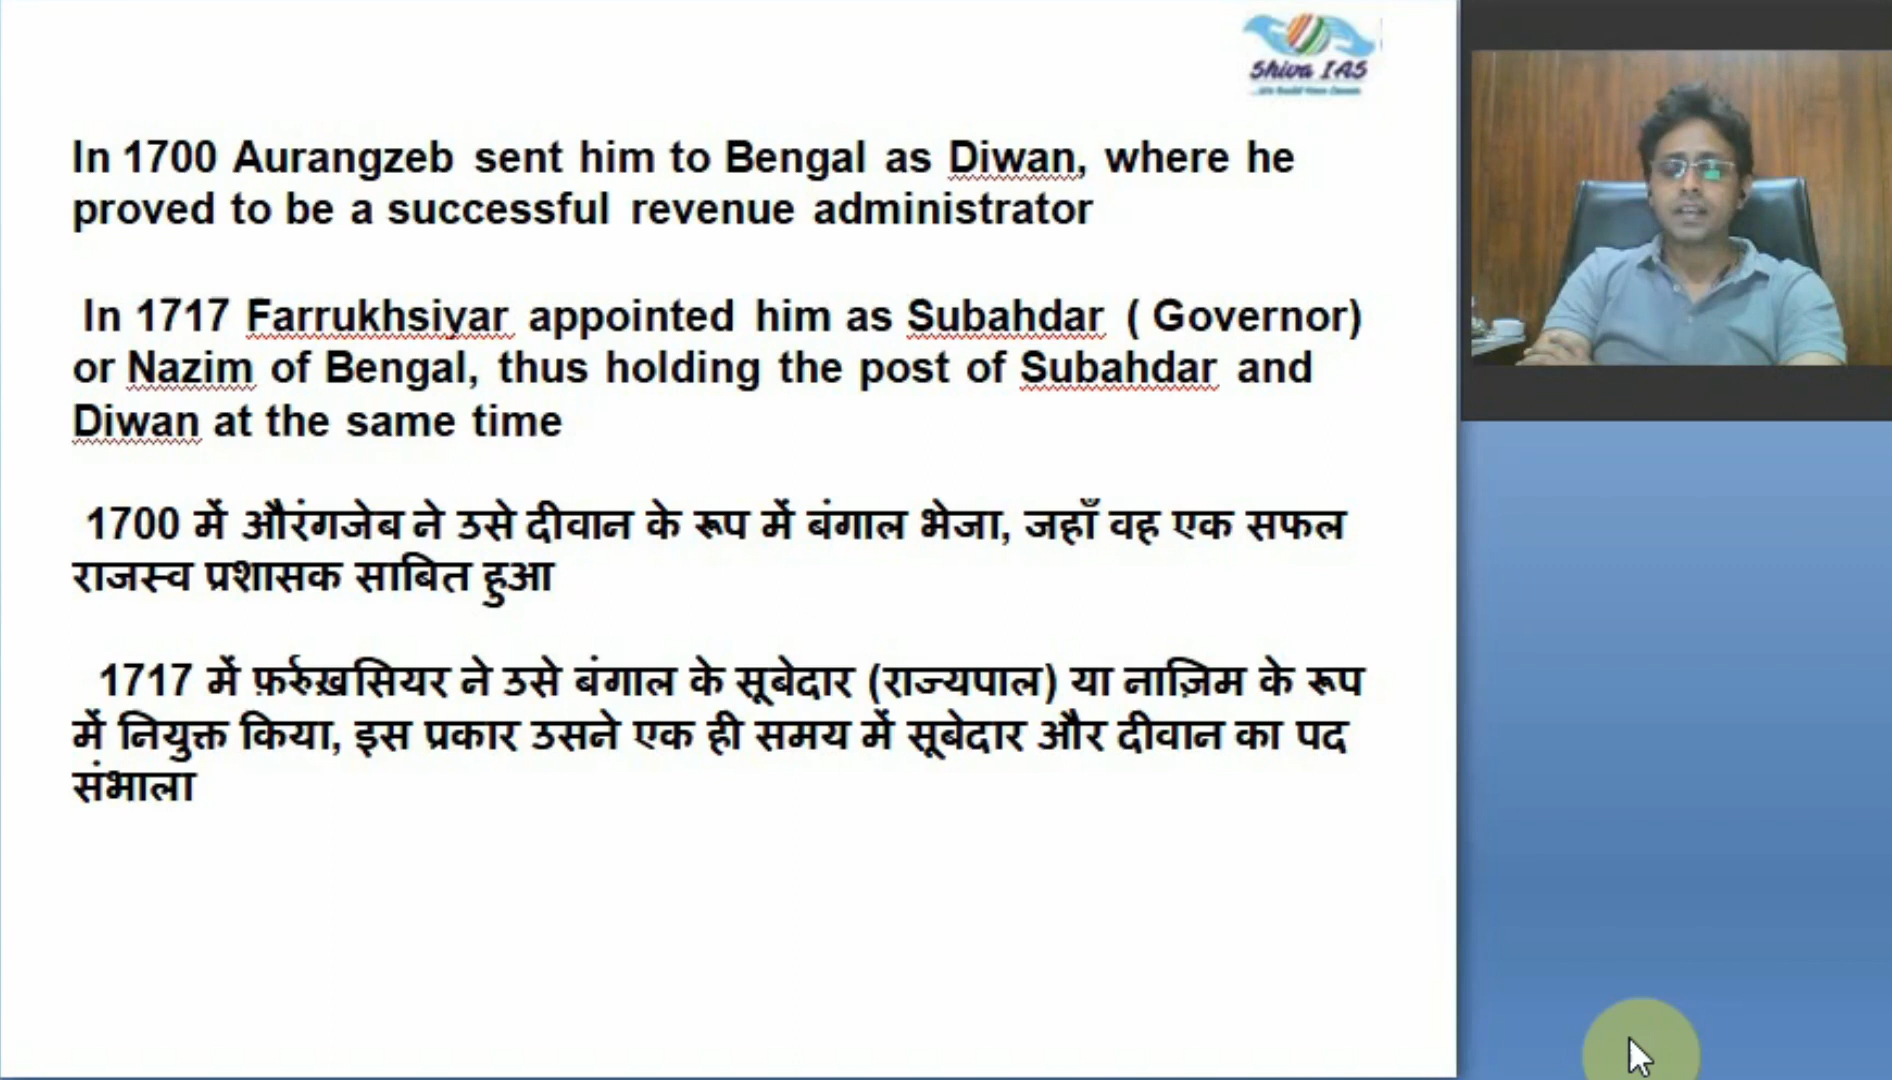 Shiva IAS
In 1700 Aurangzeb sent him to Bengal as Diwan, where he
proved to be a successful revenue administrator
In 1717 Farrukhsiyar appointed him as Subahdar ( Governor)
or Nazim of Bengal, thus holding the post of Subahdar and
Diwan at the same time
1700 में औरंगजेब ने उसे दीवान के रूप में बंगाल भेजा, जहाँ वह एक सफल
राजस्व प्रशासक साबित हुआ
1717 में फ़र्रुख़सियर ने उसे बंगाल के सूबेदार (राज्यपाल) या नाज़िम के रूप
में नियुक्त किया, इस प्रकार उसने एक ही समय में सूबेदार और दीवान का पद
संभाला